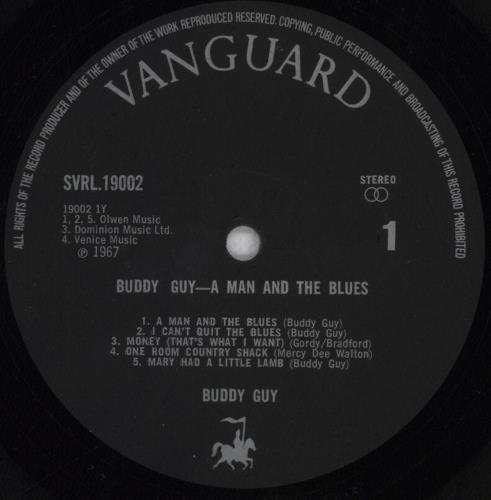 ALL RIGHTS OF THE RECORD PRODUCER AND OF THE OWNER OF THE WORK REPRODUCED RESERVED. COPYING, PUBLIC PERFORMANCE AND BROADCASTING OF THIS RECORD PROHIBITED
VANGUARD
SVRL.19002
STEREO
19002 1Y
1, 2, 5. Olwen Music
3. Dominion Music Ltd.
4. Venice Music
℗ 1967
1
BUDDY GUY—A MAN AND THE BLUES
1. A MAN AND THE BLUES (Buddy Guy)
2. I CAN'T QUIT THE BLUES (Buddy Guy)
3. MONEY (THAT'S WHAT I WANT) (Gordy/Bradford)
4. ONE ROOM COUNTRY SHACK (Mercy Dee Walton)
5. MARY HAD A LITTLE LAMB (Buddy Guy)
BUDDY GUY